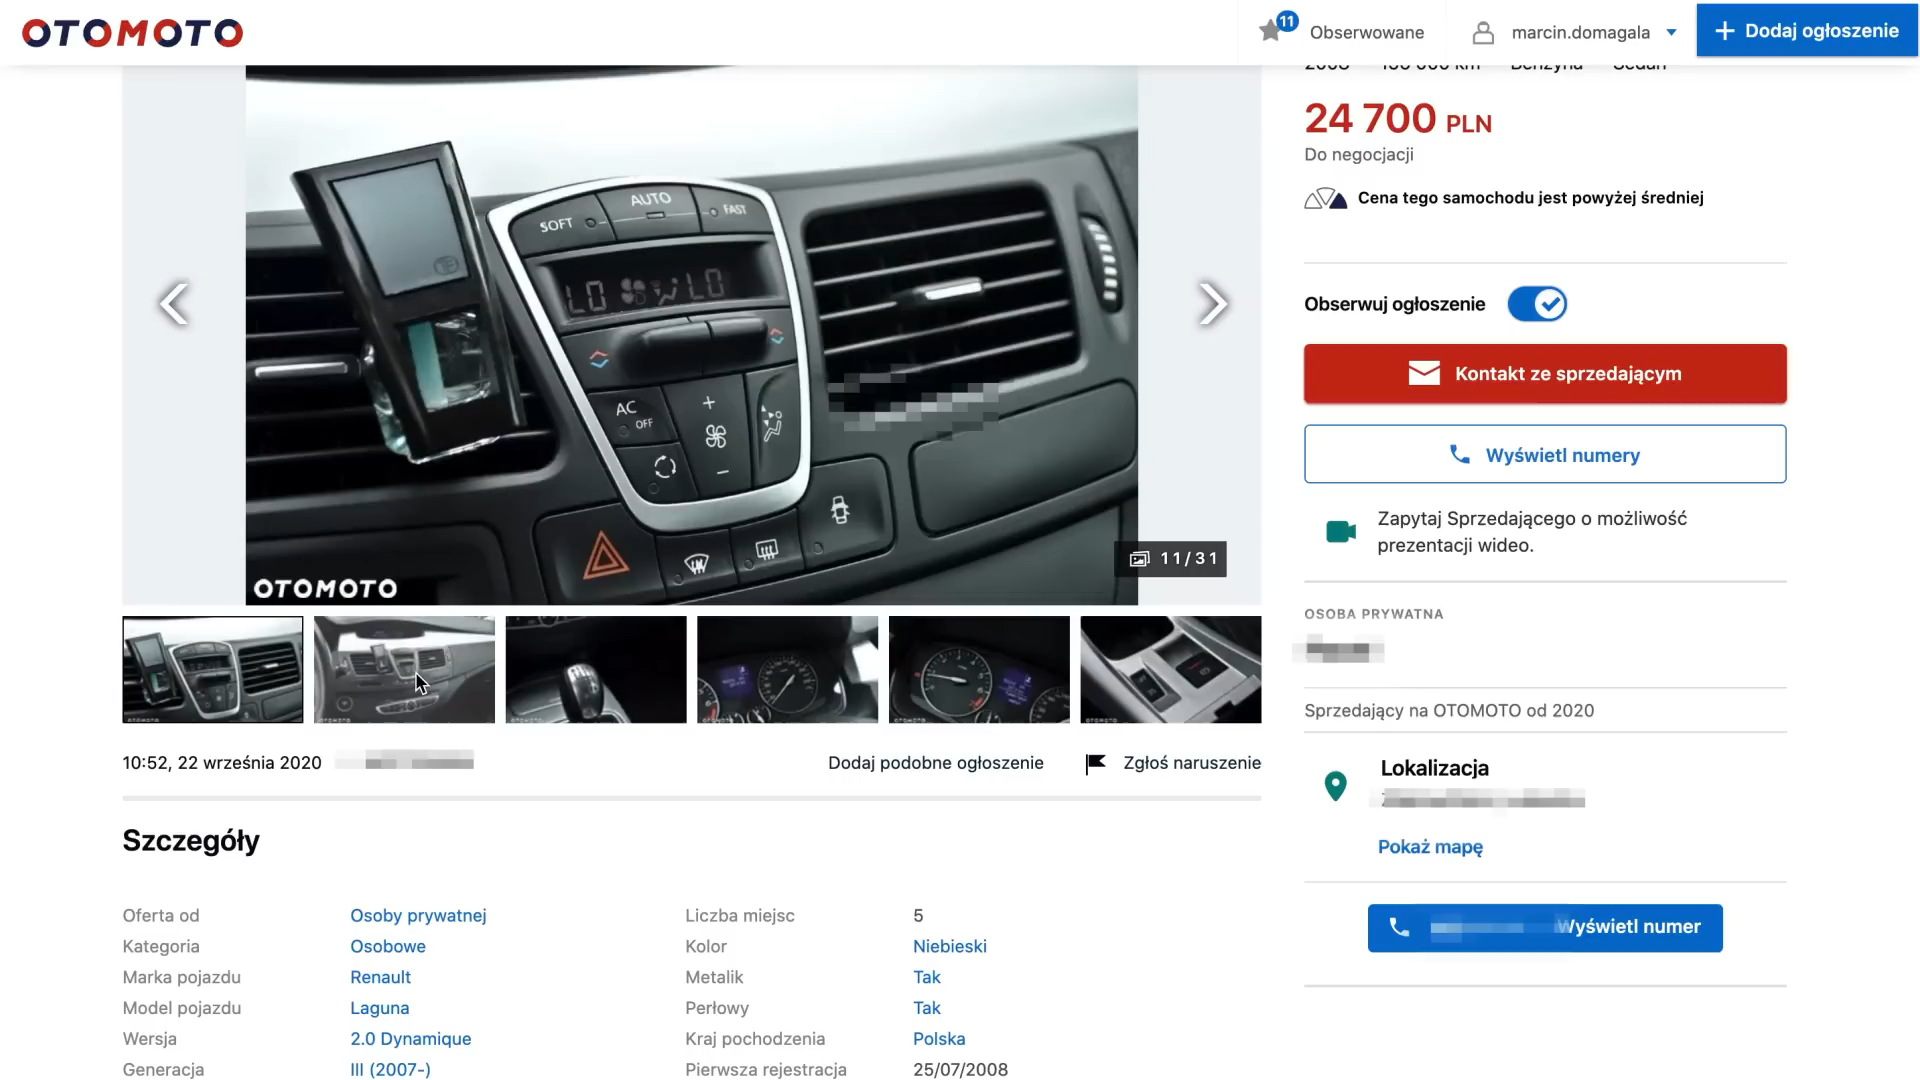 OTOMOTO
11
Obserwowane
marcin.domagala
+ Dodaj ogłoszenie
Benzyna
Sedan
24 700 PLN
Do negocjacji
Cena tego samochodu jest powyżej średniej
SOFT
AUTO
FAST
LO
LO
AC
OFF
OTOMOTO
11/31
Obserwuj ogłoszenie
Kontakt ze sprzedającym
Wyświetl numery
Zapytaj Sprzedającego o możliwość
prezentacji wideo.
OSOBA PRYWATNA
Sprzedający na OTOMOTO od 2020
Lokalizacja
Pokaż mapę
Wyświetl numer
10:52, 22 września 2020
Dodaj podobne ogłoszenie
Zgłoś naruszenie
Szczegóły
Oferta od Osoby prywatnej
Kategoria Osobowe
Marka pojazdu Renault
Model pojazdu Laguna
Wersja 2.0 Dynamique
Generacja III (2007-)
Liczba miejsc 5
Kolor Niebieski
Metalik Tak
Perłowy Tak
Kraj pochodzenia Polska
Pierwsza rejestracja 25/07/2008